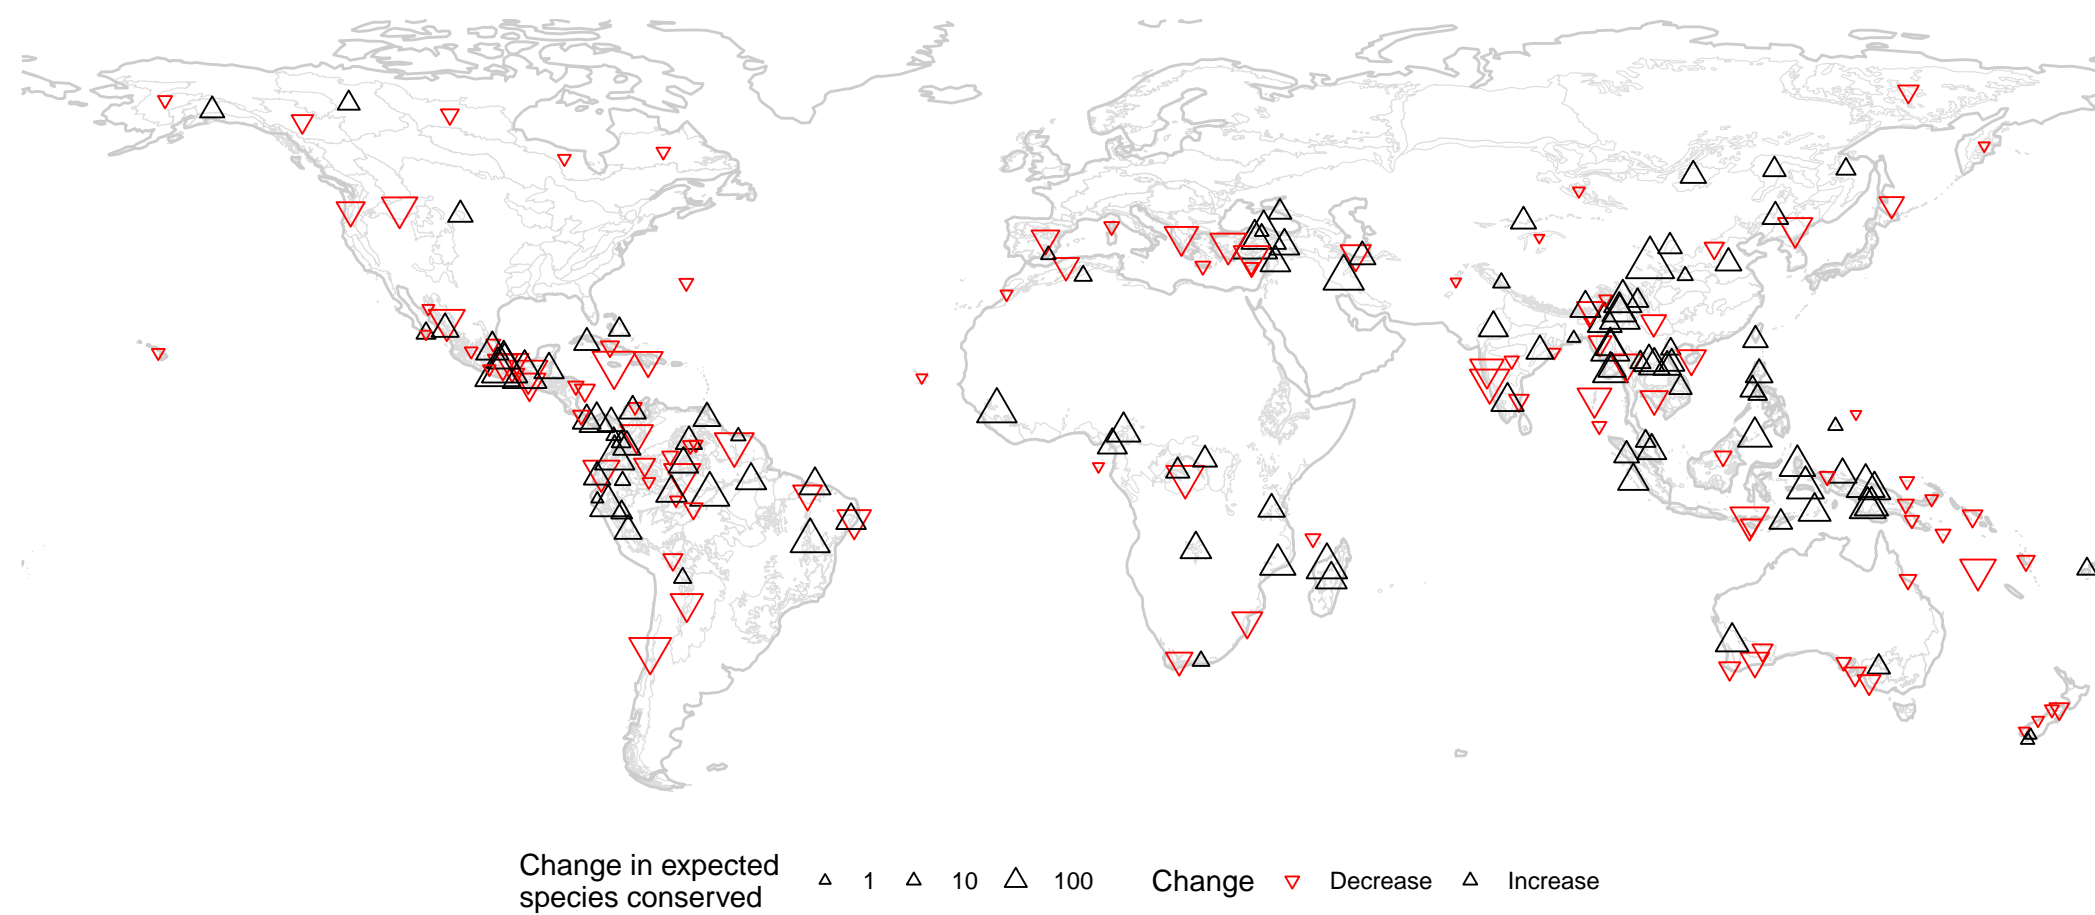 Change in expected
species conserved
1
10
100
Change
Decrease
Increase